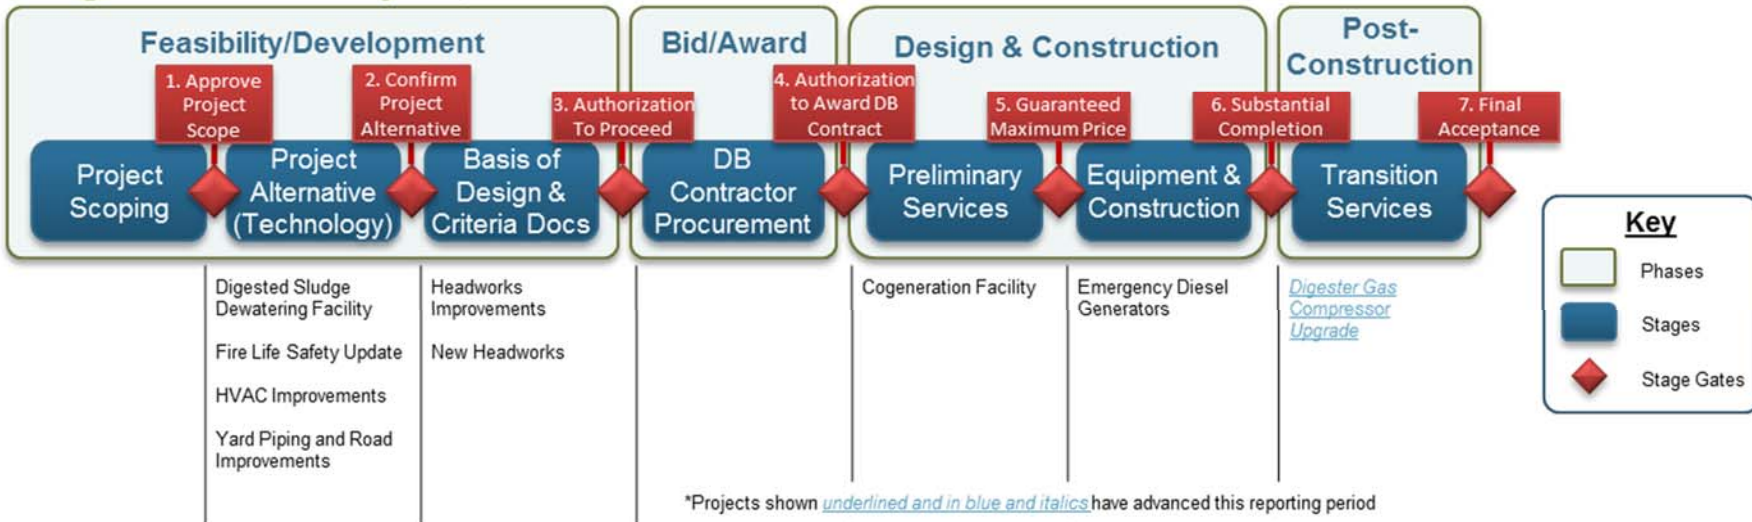 Feasibility/Development
Bid/Award
Design & Construction
Post-
Construction
1. Approve
Project
Scope
2. Confirm
Project
Alternative
3. Authorization
To Proceed
4. Authorization
to Award DB
Contract
5. Guaranteed
Maximum Price
6. Substantial
Completion
7. Final
Acceptance
Project
Scoping
Project
Alternative
(Technology)
Basis of
Design &
Criteria Docs
DB
Contractor
Procurement
Preliminary
Services
Equipment &
Construction
Transition
Services
Key
Phases
Stages
Stage Gates
Digested Sludge
Dewatering Facility
Fire Life Safety Update
HVAC Improvements
Yard Piping and Road
Improvements
Headworks
Improvements
New Headworks
Cogeneration Facility
Emergency Diesel
Generators
Digester Gas
Compressor
Upgrade
*Projects shown underlined and in blue and italics have advanced this reporting period